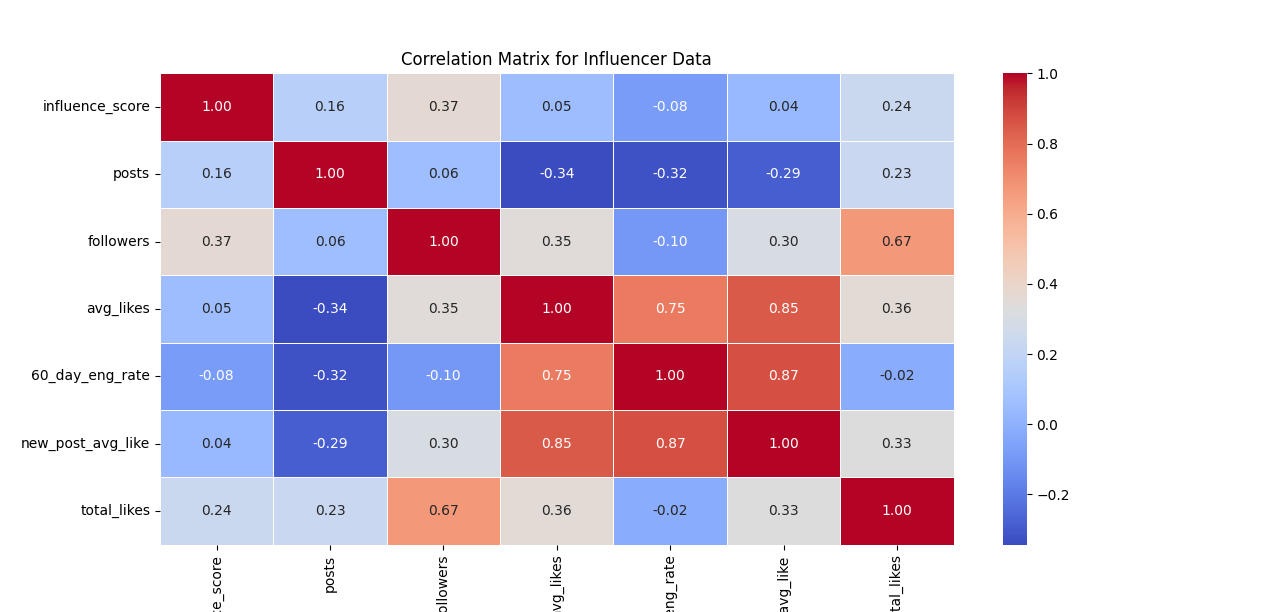 Correlation Matrix for Influencer Data
influence_score 1.00 0.16 0.37 0.05 -0.08 0.04 0.24
posts 0.16 1.00 0.06 -0.34 -0.32 -0.29 0.23
followers 0.37 0.06 1.00 0.35 -0.10 0.30 0.67
avg_likes 0.05 -0.34 0.35 1.00 0.75 0.85 0.36
60_day_eng_rate -0.08 -0.32 -0.10 0.75 1.00 0.87 -0.02
new_post_avg_like 0.04 -0.29 0.30 0.85 0.87 1.00 0.33
total_likes 0.24 0.23 0.67 0.36 -0.02 0.33 1.00
ce_score
posts
ollowers
avg_likes
eng_rate
avg_like
tal_likes
1.0
0.8
0.6
0.4
0.2
0.0
−0.2